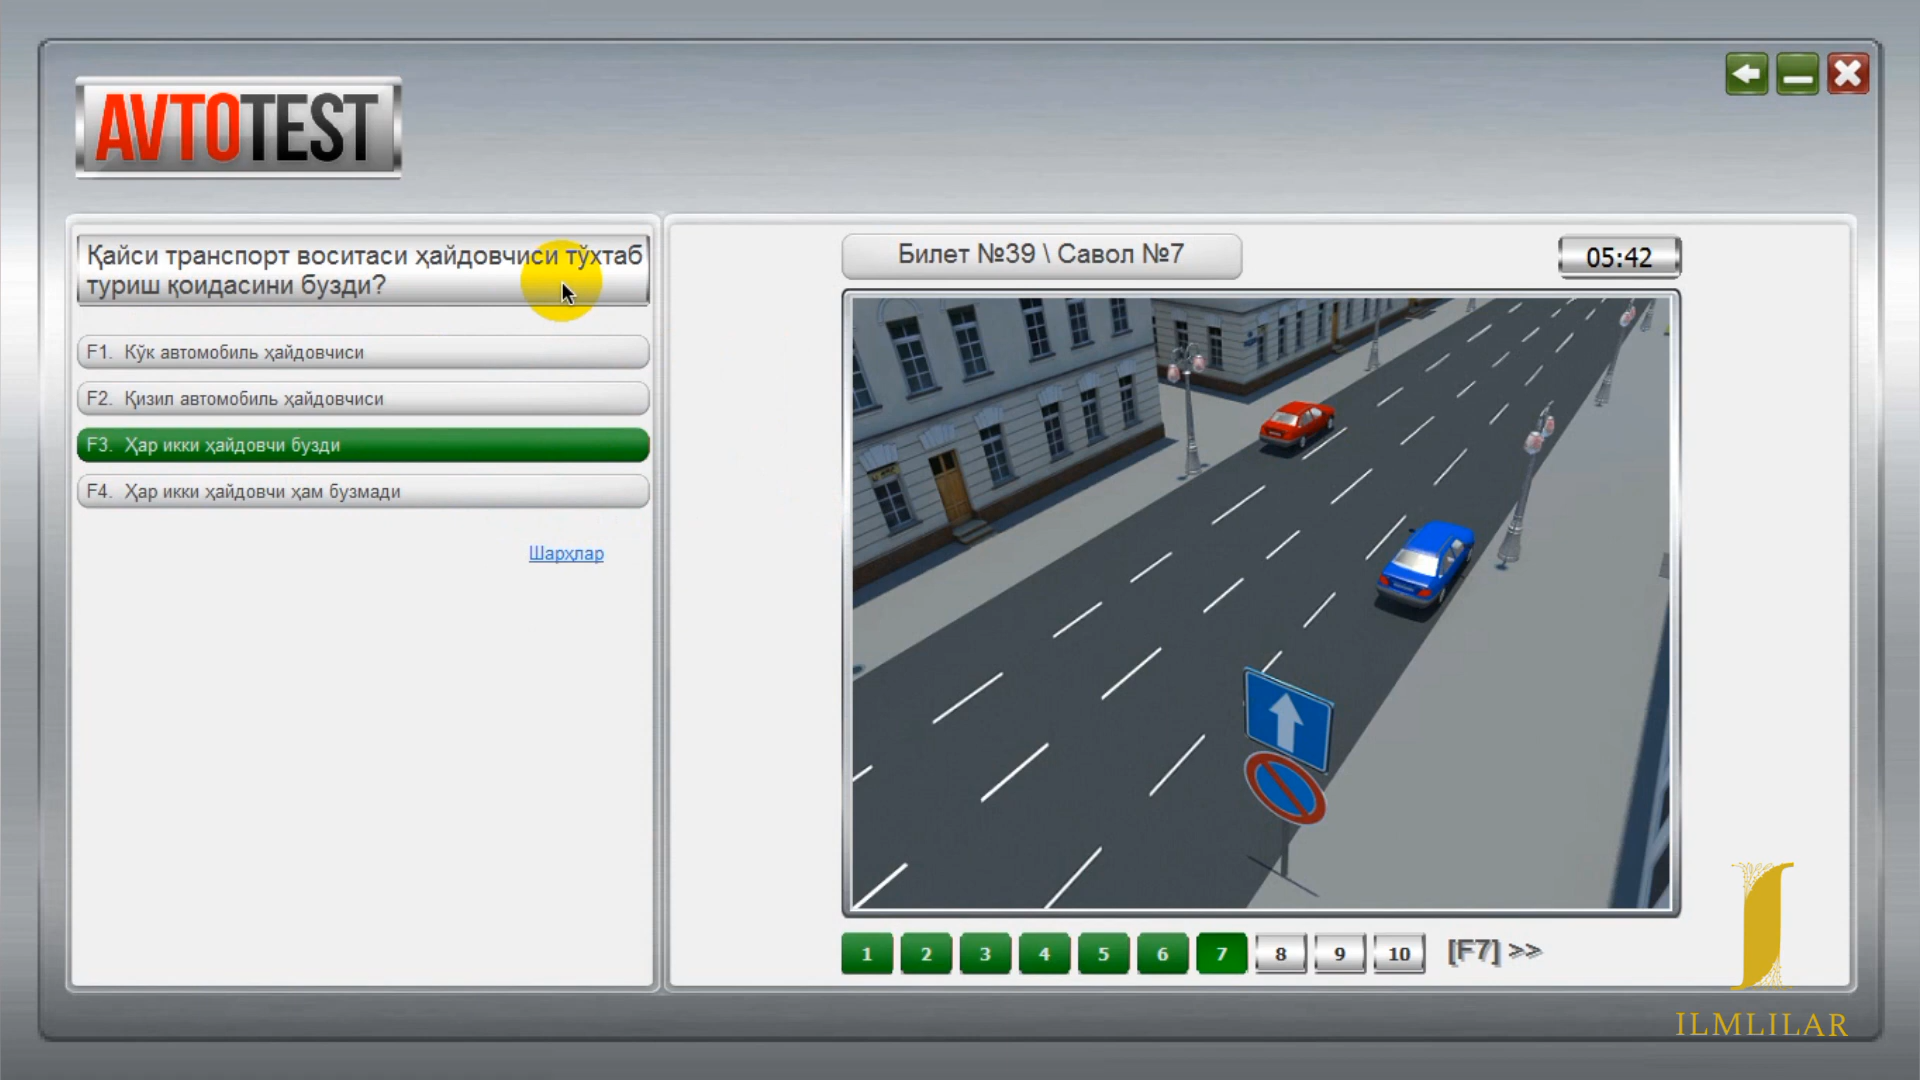 AVTOTEST
Қайси транспорт воситаси ҳайдовчиси тўхтаб
туриш қоидасини бузди?
F1. Кўк автомобиль ҳайдовчиси
F2. Қизил автомобиль ҳайдовчиси
F3. Ҳар икки ҳайдовчи бузди
F4. Ҳар икки ҳайдовчи ҳам бузмади
Шарҳлар
Билет №39 \ Савол №7
05:42
1 2 3 4 5 6 7 8 9 10 [F7] >>
ILMLILAR